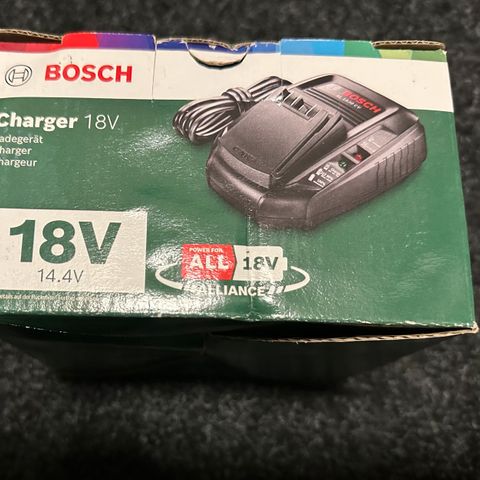 BOSCH
Charger 18V
adegerät
harger
hargeur
18V
14.4V
POWER FOR
ALL 18V
ALLIANCE
BOSCH